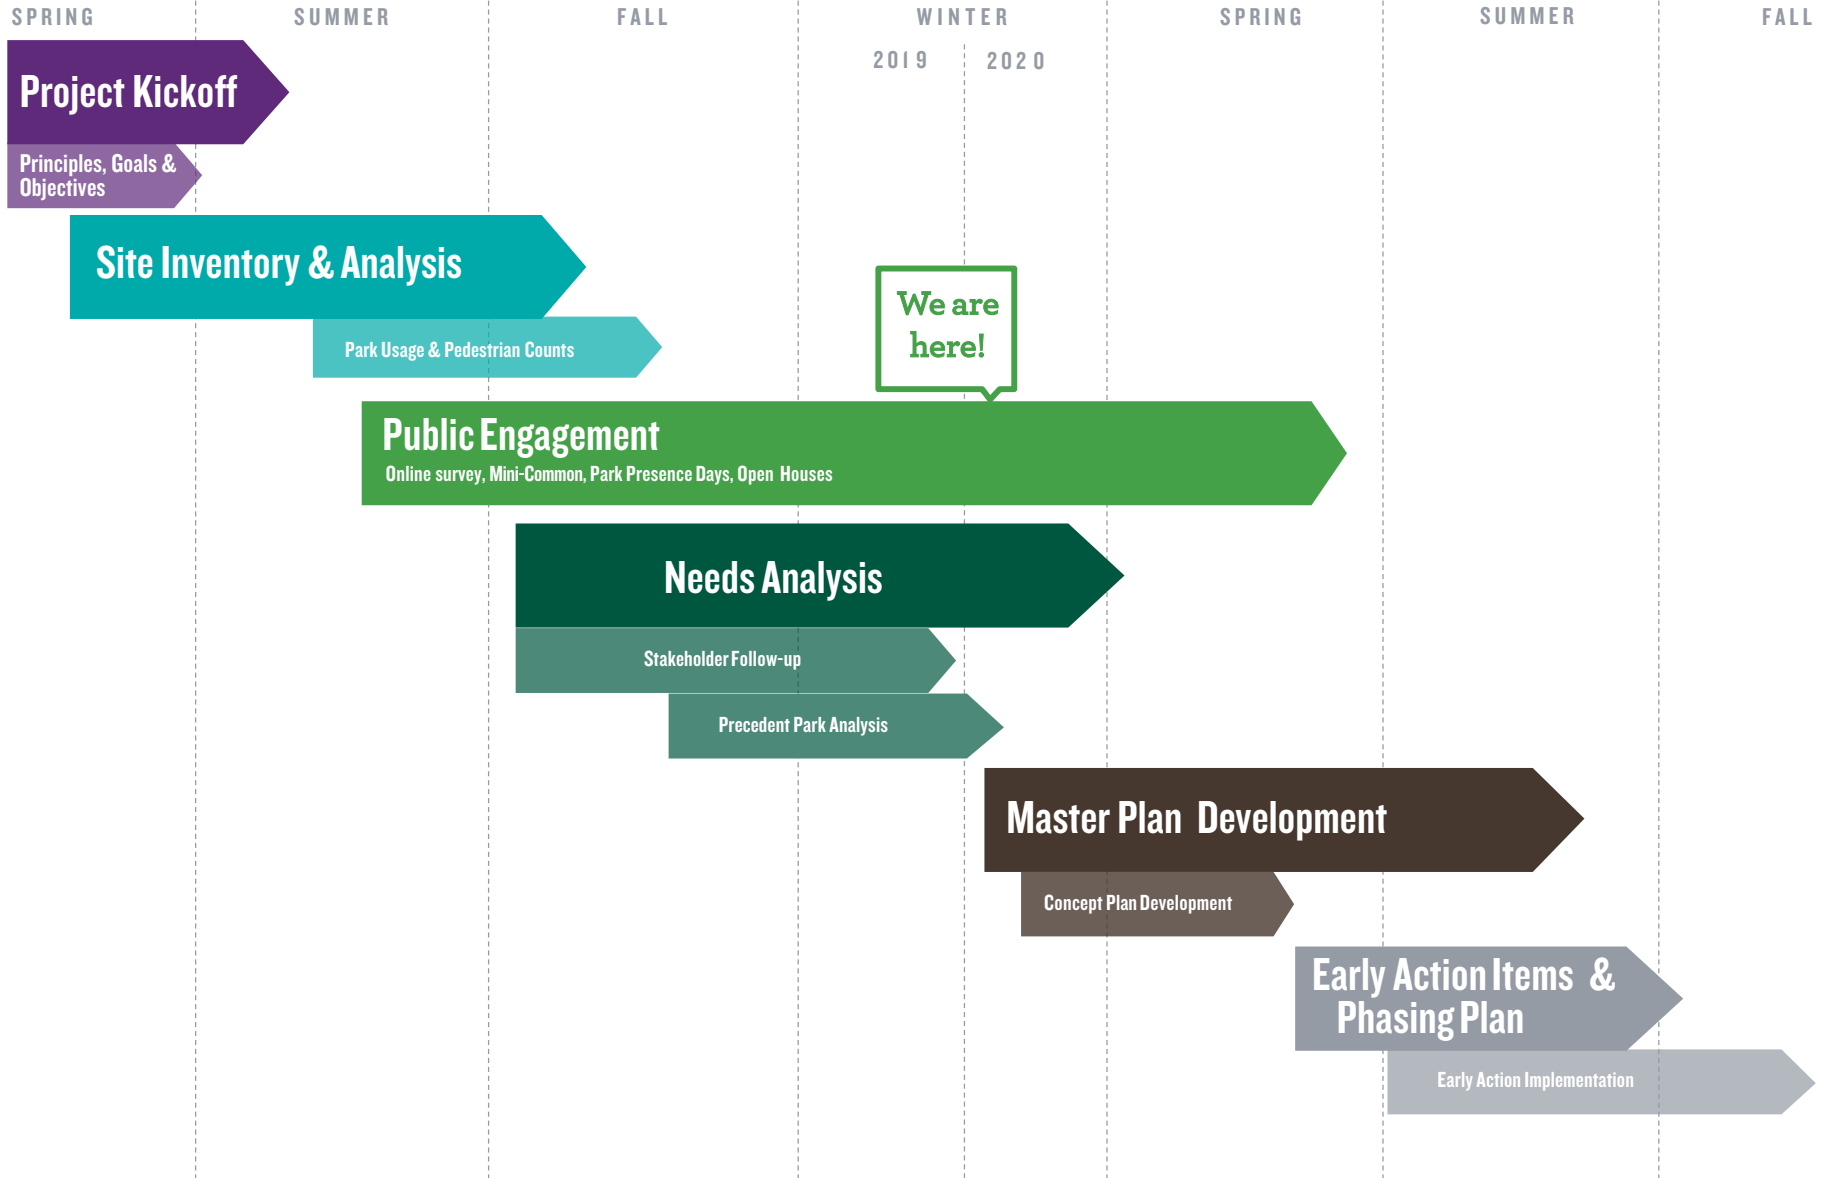 SPRING SUMMER FALL WINTER SPRING SUMMER FALL
2019 2020
Project Kickoff
Principles, Goals &
Objectives
Site Inventory & Analysis
Park Usage & Pedestrian Counts
We are
here!
Public Engagement
Online survey, Mini-Common, Park Presence Days, Open Houses
Needs Analysis
Stakeholder Follow-up
Precedent Park Analysis
Master Plan Development
Concept Plan Development
Early Action Items &
Phasing Plan
Early Action Implementation